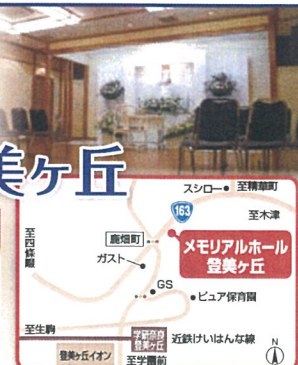 美ヶ丘
スシロー
至精華町
163
至木津
至四條畷
鹿畑町
メモリアルホール
登美ヶ丘
ガスト
GS
ピュア保育園
至生駒
学研奈良
登美ヶ丘
近鉄けいはんな線
登美ヶ丘イオン
至学園前
N